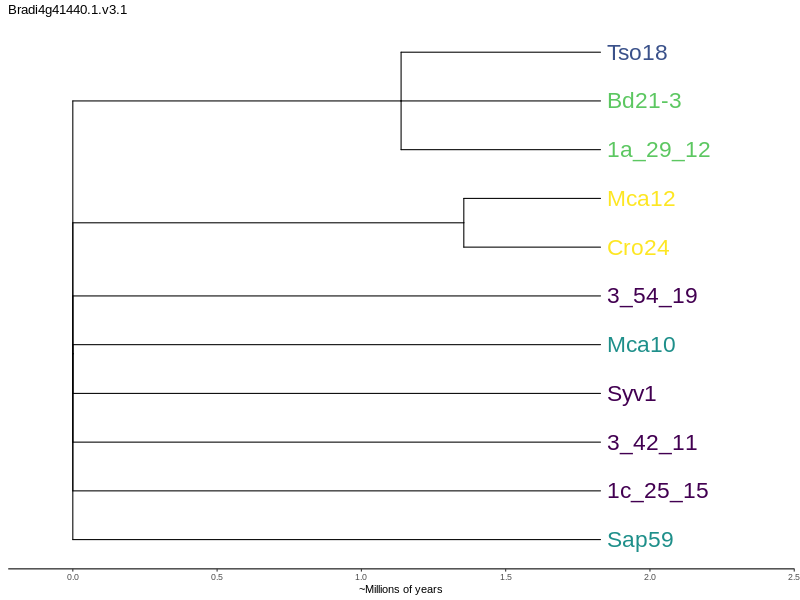 Bradi4g41440.1.v3.1
Tso18
Bd21-3
1a_29_12
Mca12
Cro24
3_54_19
Mca10
Syv1
3_42_11
1c_25_15
Sap59
0.0 0.5 1.0 1.5 2.0 2.5
~Millions of years